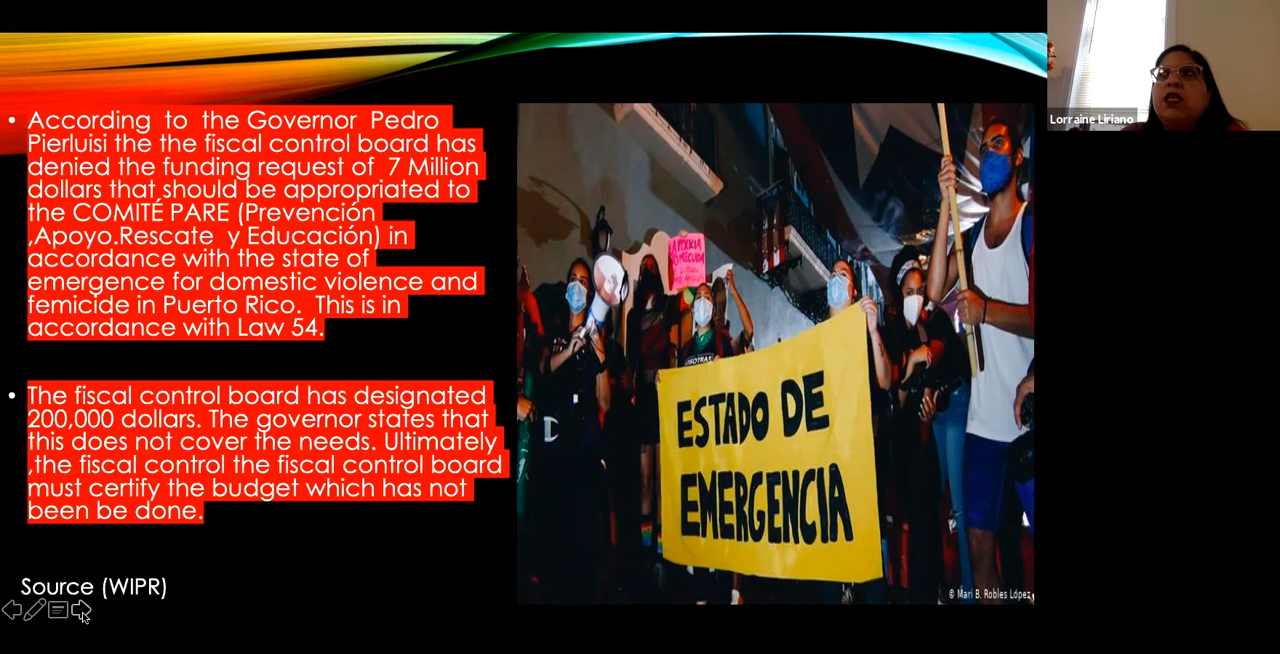 Lorraine Liriano
• According to the Governor Pedro
Pierluisi the the fiscal control board has
denied the funding request of 7 Million
dollars that should be appropriated to
the COMITÉ PARE (Prevención
,Apoyo.Rescate y Educación) in
accordance with the state of
emergence for domestic violence and
femicide in Puerto Rico. This is in
accordance with Law 54.
• The fiscal control board has designated
200,000 dollars. The governor states that
this does not cover the needs. Ultimately
,the fiscal control the fiscal control board
must certify the budget which has not
been be done.
Source (WIPR)
ESTADO DE
EMERGENCIA
© Mari B. Robles López